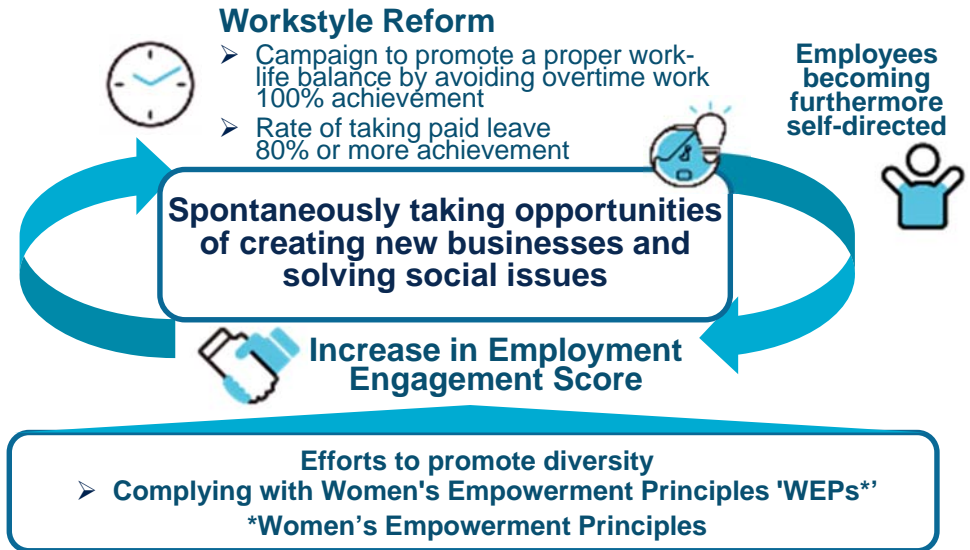 Workstyle Reform
➢ Campaign to promote a proper work-
life balance by avoiding overtime work
100% achievement
➢ Rate of taking paid leave
80% or more achievement
Employees
becoming
furthermore
self-directed
Spontaneously taking opportunities
of creating new businesses and
solving social issues
Increase in Employment
Engagement Score
Efforts to promote diversity
➢ Complying with Women's Empowerment Principles 'WEPs*’
*Women’s Empowerment Principles